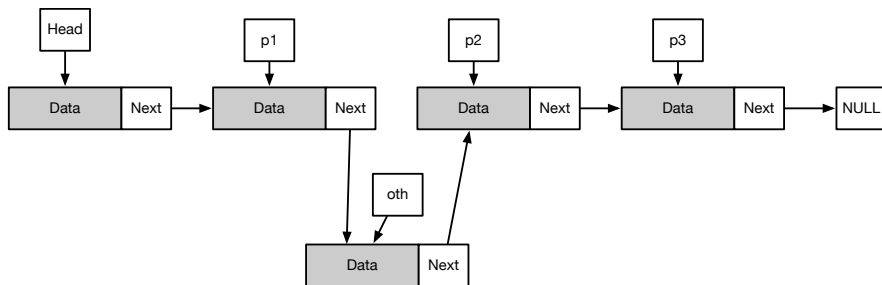 Head
p1
p2
p3
Data Next
Data Next
Data Next
Data Next
NULL
oth
Data Next